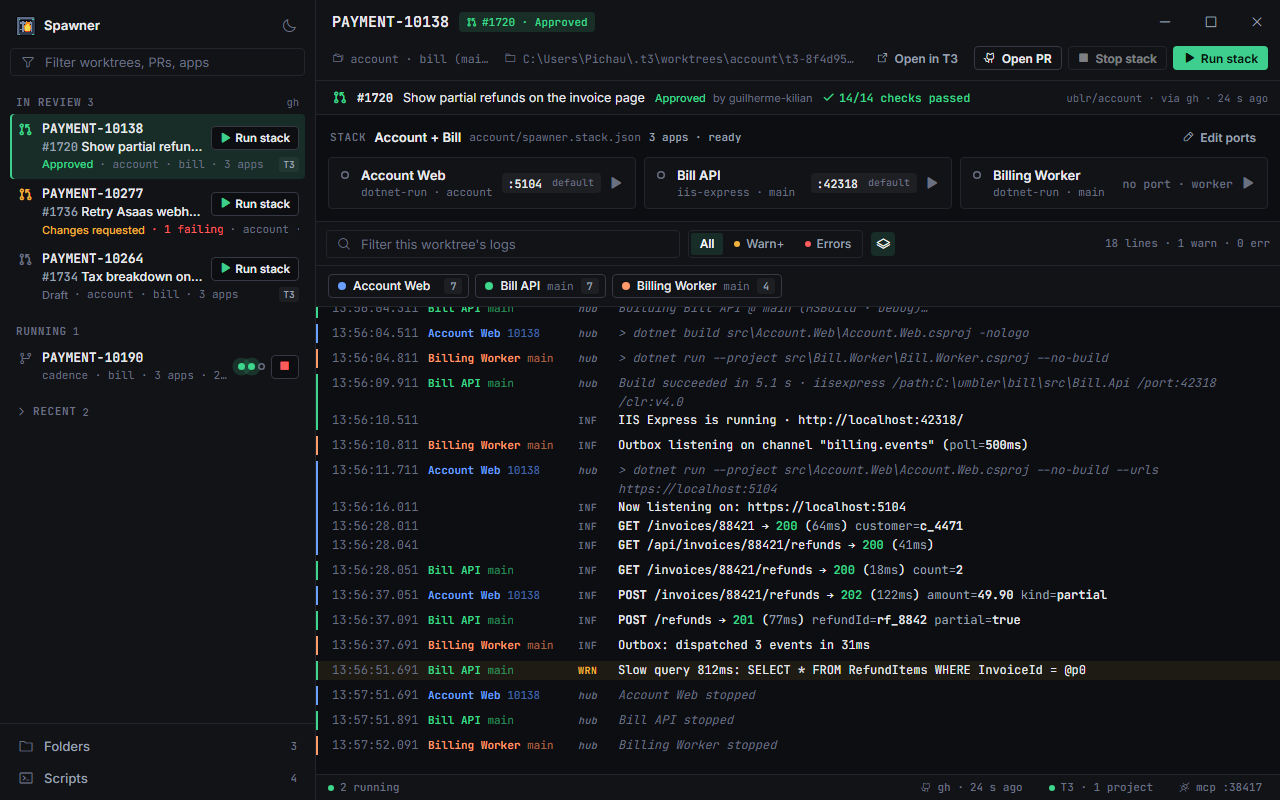 Spawner
Filter worktrees, PRs, apps
IN REVIEW 3 gh
PAYMENT-10138
#1720 Show partial refun...
Run stack
Approved · account · bill · 3 apps T3
PAYMENT-10277
#1736 Retry Asaas webh...
Run stack
Changes requested · 1 failing · account ·
PAYMENT-10264
#1734 Tax breakdown on...
Run stack
Draft · account · bill · 3 apps T3
RUNNING 1
PAYMENT-10190
cadence · bill · 3 apps · 2...
RECENT 2
Folders 3
Scripts 4
PAYMENT-10138 #1720 · Approved
account · bill (mai... C:\Users\Pichau\.t3\worktrees\account\t3-8f4d95... Open in T3 Open PR Stop stack Run stack
#1720 Show partial refunds on the invoice page Approved by guilherme-kilian 14/14 checks passed ublr/account · via gh · 24 s ago
STACK Account + Bill account/spawner.stack.json 3 apps · ready Edit ports
Account Web
dotnet-run · account
:5104 default
Bill API
iis-express · main
:42318 default
Billing Worker
dotnet-run · main
no port · worker
Filter this worktree's logs All Warn+ Errors 18 lines · 1 warn · 0 err
Account Web 7 Bill API main 7 Billing Worker main 4
13:56:04.311 Bill API main hub Building Bill API @ main (MSBuild · Debug)…
13:56:04.511 Account Web 10138 hub > dotnet build src\Account.Web\Account.Web.csproj -nologo
13:56:04.811 Billing Worker main hub > dotnet run --project src\Bill.Worker\Bill.Worker.csproj --no-build
13:56:09.911 Bill API main hub Build succeeded in 5.1 s · iisexpress /path:C:\umbler\bill\src\Bill.Api /port:42318
/clr:v4.0
13:56:10.511 INF IIS Express is running · http://localhost:42318/
13:56:10.811 Billing Worker main INF Outbox listening on channel "billing.events" (poll=500ms)
13:56:11.711 Account Web 10138 hub > dotnet run --project src\Account.Web\Account.Web.csproj --no-build --urls
https://localhost:5104
13:56:16.011 INF Now listening on: https://localhost:5104
13:56:28.011 INF GET /invoices/88421 → 200 (64ms) customer=c_4471
13:56:28.041 INF GET /api/invoices/88421/refunds → 200 (41ms)
13:56:28.051 Bill API main INF GET /invoices/88421/refunds → 200 (18ms) count=2
13:56:37.051 Account Web 10138 INF POST /invoices/88421/refunds → 202 (122ms) amount=49.90 kind=partial
13:56:37.091 Bill API main INF POST /refunds → 201 (77ms) refundId=rf_8842 partial=true
13:56:37.691 Billing Worker main INF Outbox: dispatched 3 events in 31ms
13:56:51.691 Bill API main WRN Slow query 812ms: SELECT * FROM RefundItems WHERE InvoiceId = @p0
13:57:51.691 Account Web 10138 hub Account Web stopped
13:57:51.891 Bill API main hub Bill API stopped
13:57:52.091 Billing Worker main hub Billing Worker stopped
2 running gh · 24 s ago T3 · 1 project mcp :38417